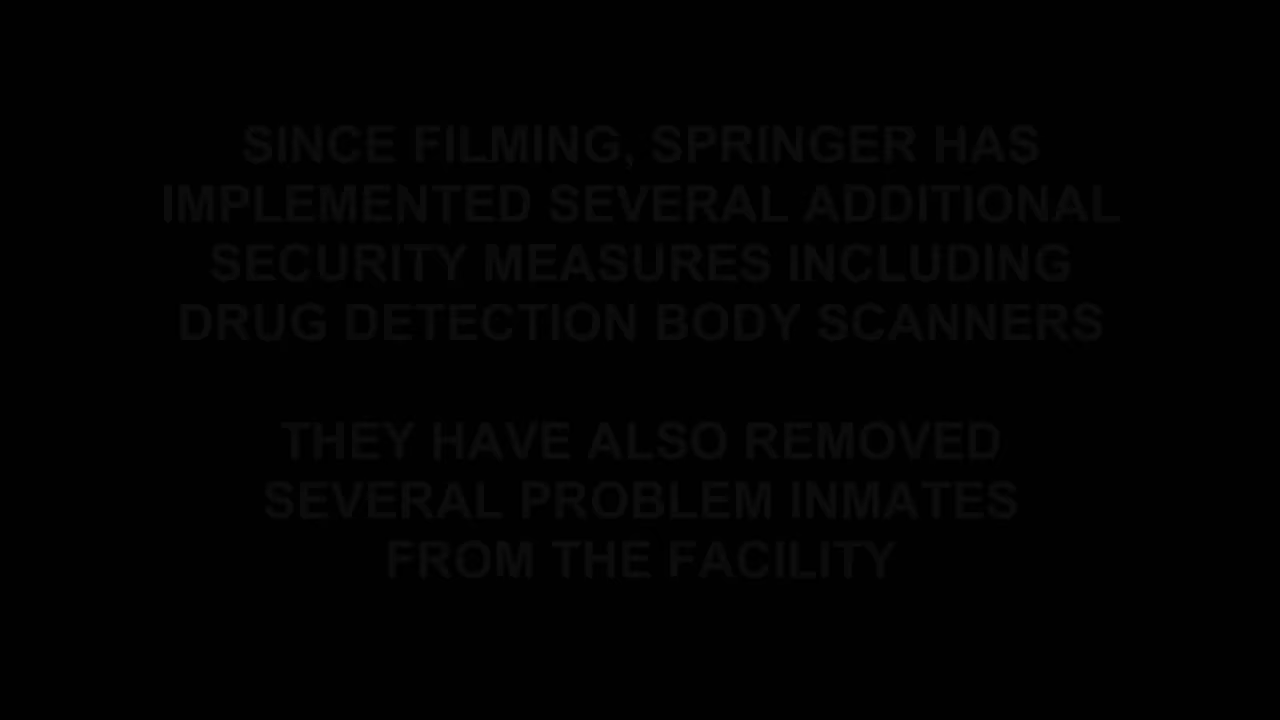 SINCE FILMING, SPRINGER HAS
IMPLEMENTED SEVERAL ADDITIONAL
SECURITY MEASURES INCLUDING
DRUG DETECTION BODY SCANNERS
THEY HAVE ALSO REMOVED
SEVERAL PROBLEM INMATES
FROM THE FACILITY